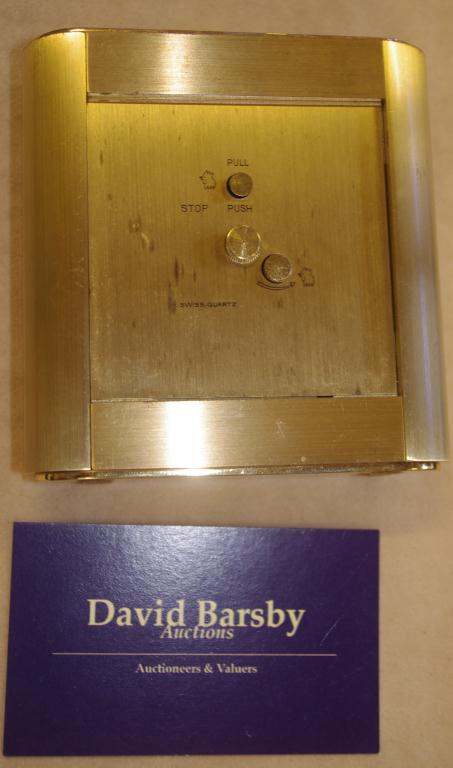 PULL
STOP PUSH
SWISS-QUARTZ
David Barsby
Auctions
Auctioneers & Valuers